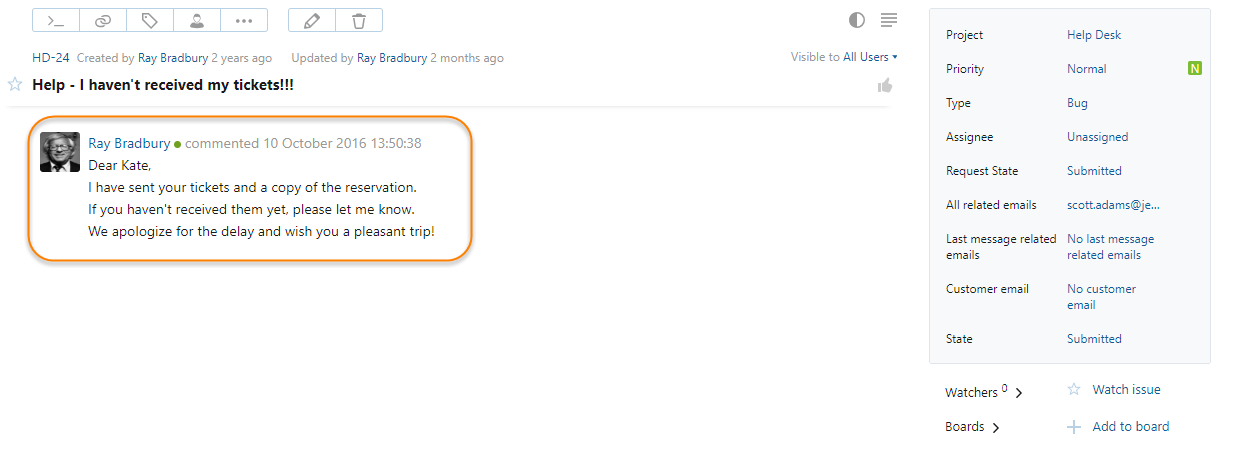 HD-24 Created by Ray Bradbury 2 years ago Updated by Ray Bradbury 2 months ago Visible to All Users
Help - I haven't received my tickets!!!
Ray Bradbury commented 10 October 2016 13:50:38
Dear Kate,
I have sent your tickets and a copy of the reservation.
If you haven't received them yet, please let me know.
We apologize for the delay and wish you a pleasant trip!
Project Help Desk
Priority Normal N
Type Bug
Assignee Unassigned
Request State Submitted
All related emails scott.adams@je...
Last message related No last message
emails related emails
Customer email No customer
email
State Submitted
Watchers 0 Watch issue
Boards Add to board